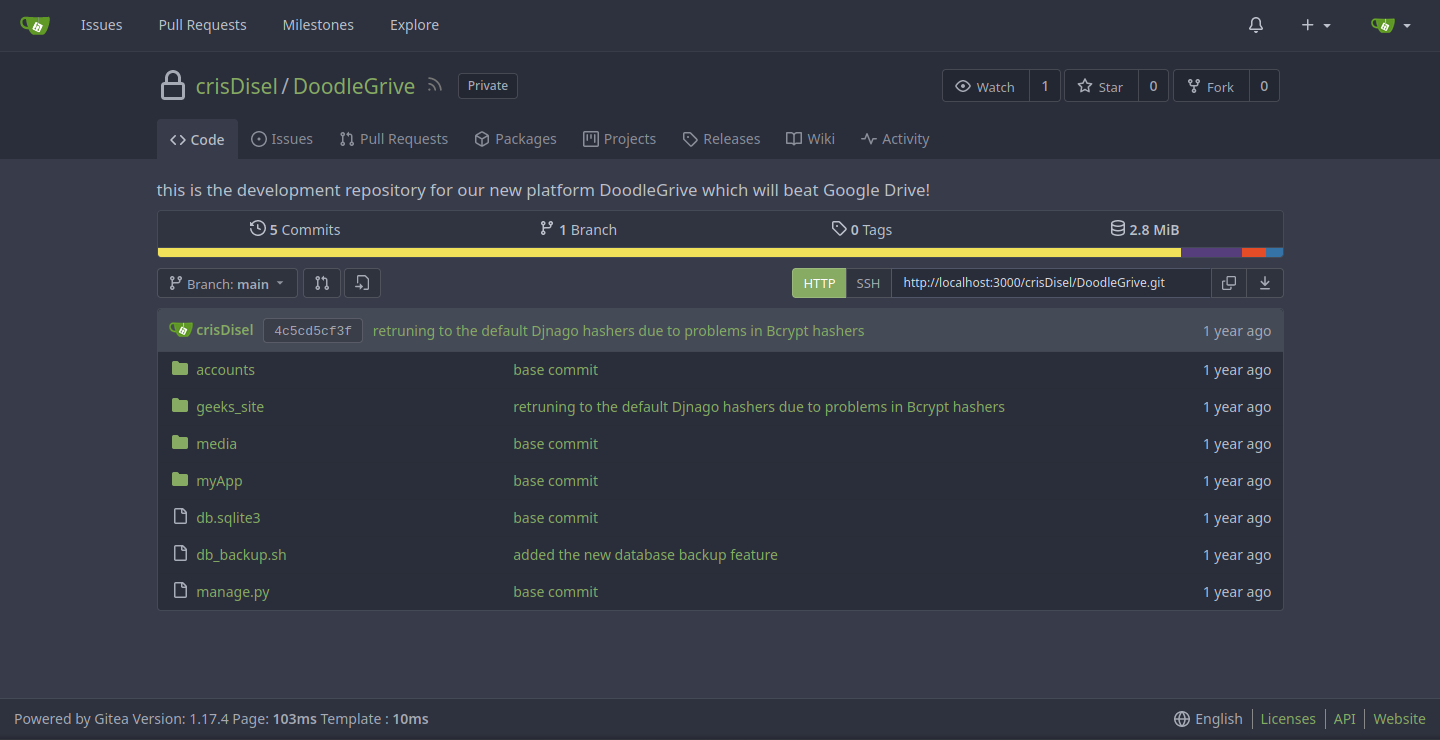 Issues Pull Requests Milestones Explore
crisDisel / DoodleGrive Private Watch 1 Star 0 Fork 0
Code Issues Pull Requests Packages Projects Releases Wiki Activity
this is the development repository for our new platform DoodleGrive which will beat Google Drive!
5 Commits 1 Branch 0 Tags 2.8 MiB
Branch: main HTTP SSH http://localhost:3000/crisDisel/DoodleGrive.git
crisDisel 4c5cd5cf3f retruning to the default Djnago hashers due to problems in Bcrypt hashers 1 year ago
accounts base commit 1 year ago
geeks_site retruning to the default Djnago hashers due to problems in Bcrypt hashers 1 year ago
media base commit 1 year ago
myApp base commit 1 year ago
db.sqlite3 base commit 1 year ago
db_backup.sh added the new database backup feature 1 year ago
manage.py base commit 1 year ago
Powered by Gitea Version: 1.17.4 Page: 103ms Template : 10ms English Licenses API Website